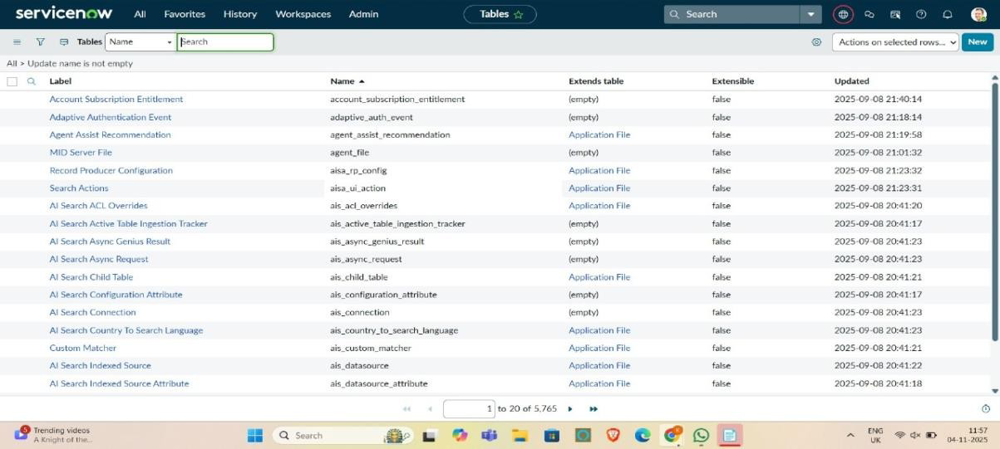 servicenow All Favorites History Workspaces Admin Tables Search
Tables Name Search Actions on selected rows... New
All > Update name is not empty
Label Name Extends table Extensible Updated
Account Subscription Entitlement account_subscription_entitlement (empty) false 2025-09-08 21:40:14
Adaptive Authentication Event adaptive_auth_event (empty) false 2025-09-08 21:18:14
Agent Assist Recommendation agent_assist_recommendation Application File false 2025-09-08 21:19:58
MID Server File agent_file (empty) false 2025-09-08 21:01:32
Record Producer Configuration aisa_rp_config Application File false 2025-09-08 21:23:32
Search Actions aisa_ui_action Application File false 2025-09-08 21:23:31
AI Search ACL Overrides ais_acl_overrides Application File false 2025-09-08 20:41:20
AI Search Active Table Ingestion Tracker ais_active_table_ingestion_tracker (empty) false 2025-09-08 20:41:17
AI Search Async Genius Result ais_async_genius_result (empty) false 2025-09-08 20:41:23
AI Search Async Request ais_async_request (empty) false 2025-09-08 20:41:23
AI Search Child Table ais_child_table Application File false 2025-09-08 20:41:21
AI Search Configuration Attribute ais_configuration_attribute (empty) false 2025-09-08 20:41:17
AI Search Connection ais_connection (empty) false 2025-09-08 20:41:23
AI Search Country To Search Language ais_country_to_search_language Application File false 2025-09-08 20:41:23
Custom Matcher ais_custom_matcher Application File false 2025-09-08 20:41:21
AI Search Indexed Source ais_datasource Application File false 2025-09-08 20:41:22
AI Search Indexed Source Attribute ais_datasource_attribute Application File false 2025-09-08 20:41:18
1 to 20 of 5,765
5 Trending videos Search ENG 11:57
A Knight of the... UK 04-11-2025